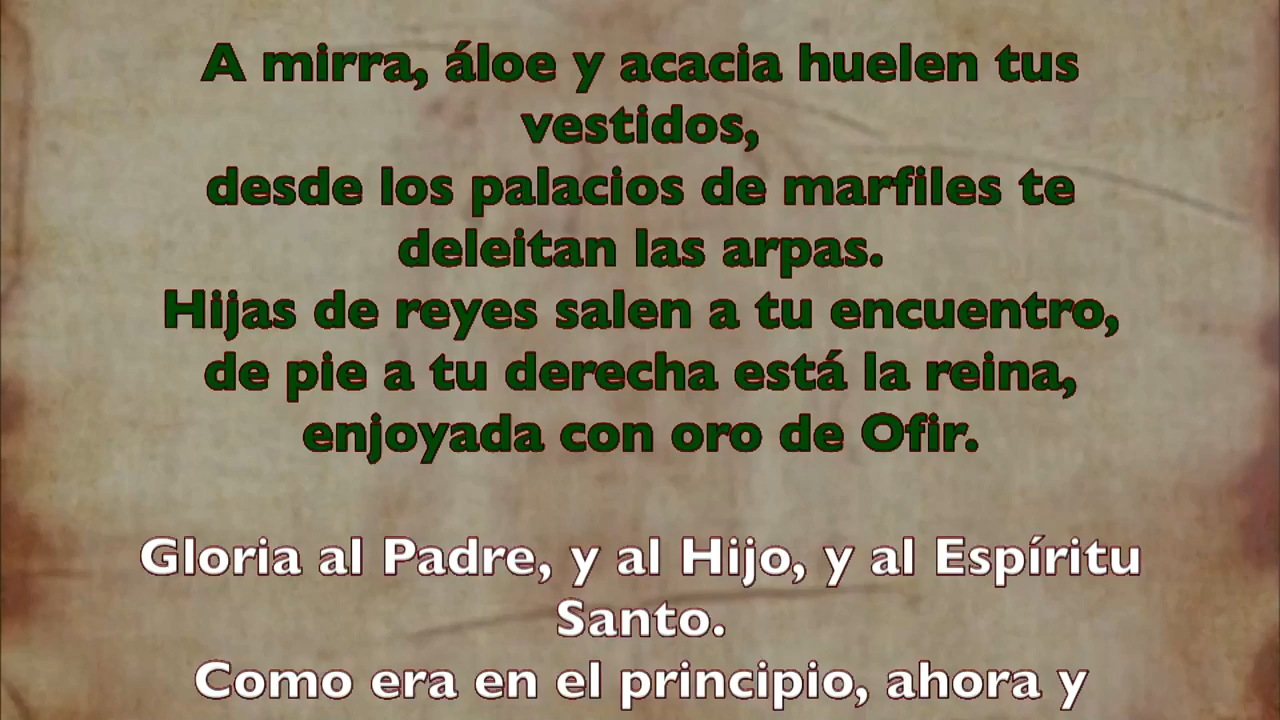 A mirra, áloe y acacia huelen tus
vestidos,
desde los palacios de marfiles te
deleitan las arpas.
Hijas de reyes salen a tu encuentro,
de pie a tu derecha está la reina,
enjoyada con oro de Ofir.
Gloria al Padre, y al Hijo, y al Espíritu
Santo.
Como era en el principio, ahora y